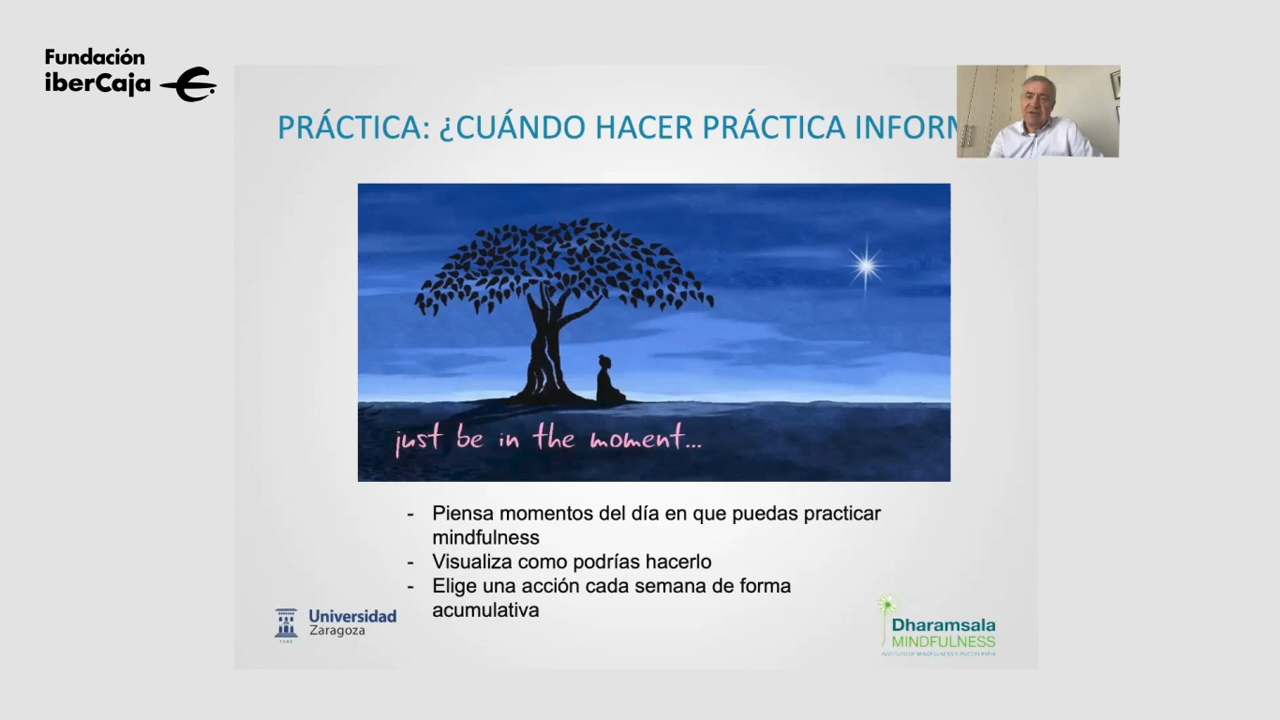 Fundación
iberCaja
PRÁCTICA: ¿CUÁNDO HACER PRÁCTICA INFORM
just be in the moment...
- Piensa momentos del día en que puedas practicar
mindfulness
- Visualiza como podrías hacerlo
- Elige una acción cada semana de forma
acumulativa
Universidad
Zaragoza
Dharamsala
MINDFULNESS